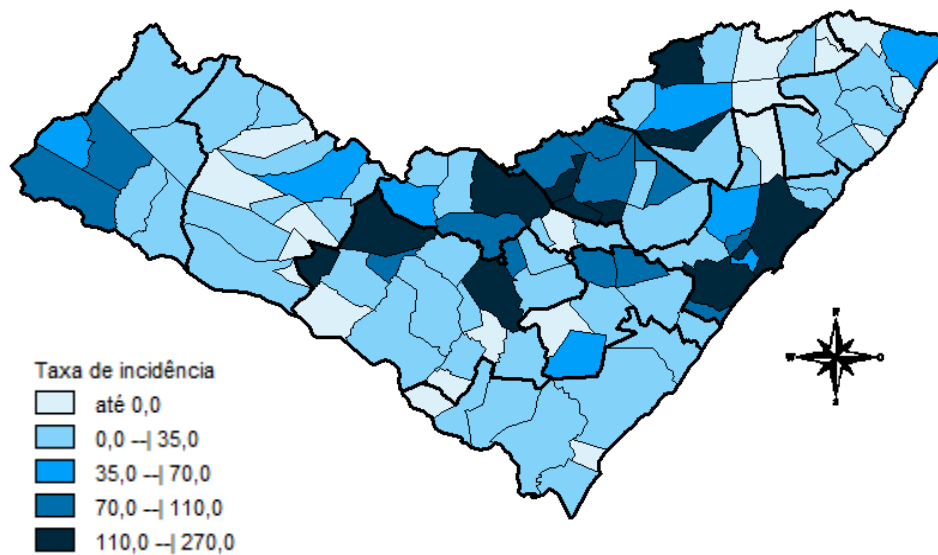 N
W
O
S
Taxa de incidência
até 0,0
0,0 --| 35,0
35,0 --| 70,0
70,0 --| 110,0
110,0 --| 270,0